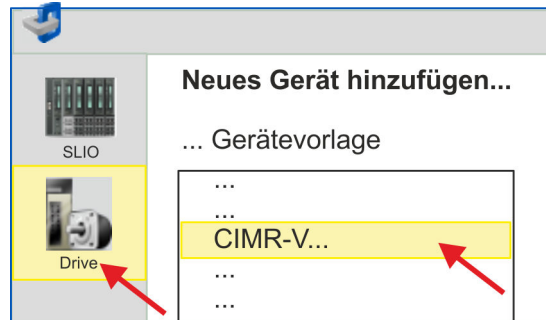 Neues Gerät hinzufügen...
SLIO
... Gerätevorlage
...
...
CIMR-V...
Drive
...
...